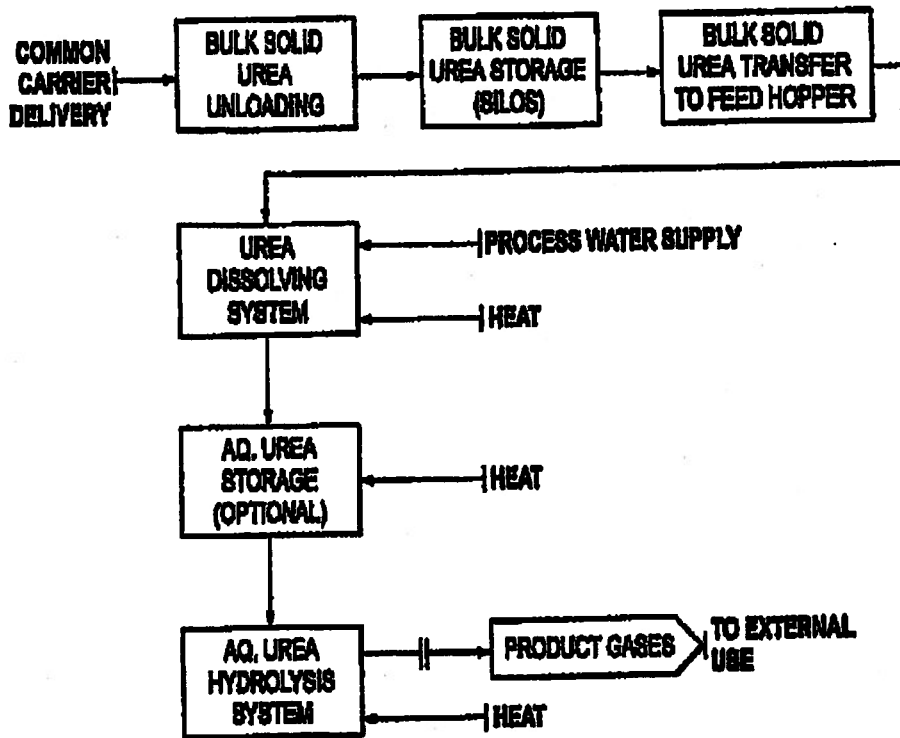 COMMON
CARRIER
DELIVERY
BULK SOLID
UREA
UNLOADING
BULK SOLID
UREA STORAGE
(SILOS)
BULK SOLID
UREA TRANSFER
TO FEED HOPPER
UREA
DISSOLVING
SYSTEM
PROCESS WATER SUPPLY
HEAT
AQ. UREA
STORAGE
(OPTIONAL)
HEAT
AQ. UREA
HYDROLYSIS
SYSTEM
PRODUCT GASES
TO EXTERNAL
USE
HEAT